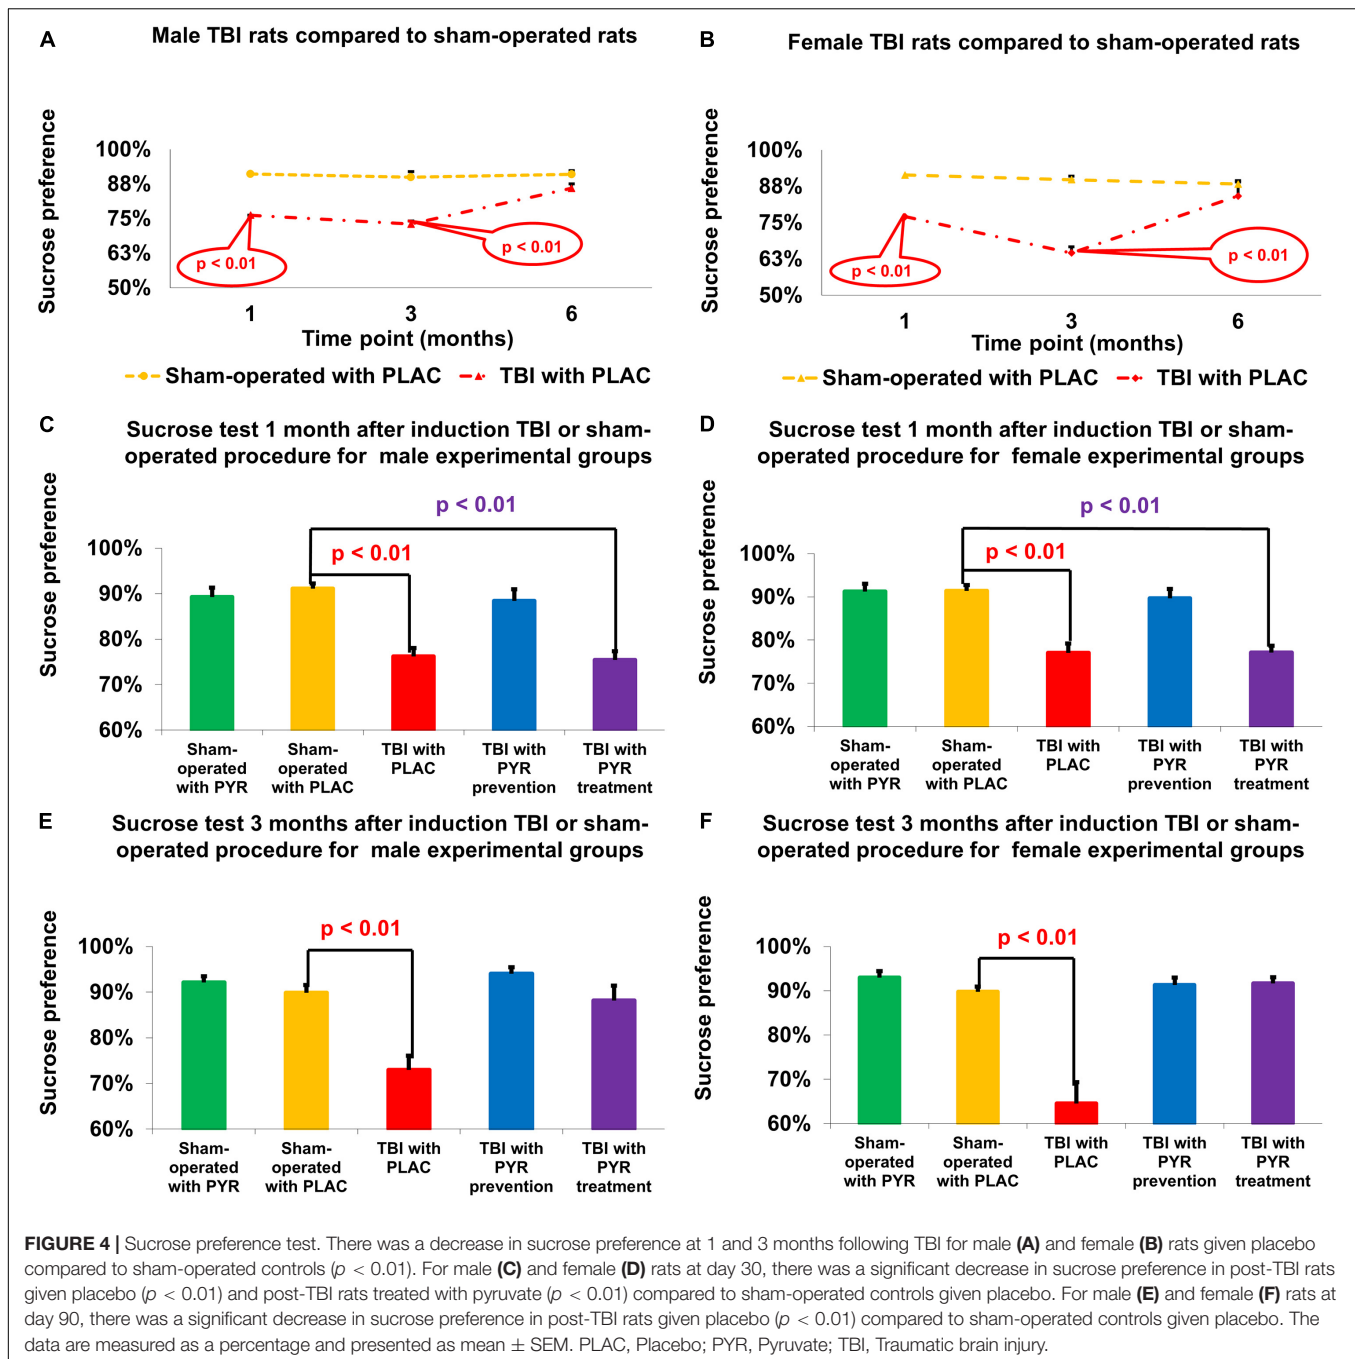 A
Male TBI rats compared to sham-operated rats
Sucrose preference
100%
88%
75%
63%
50%
p < 0.01
p < 0.01
1
3
6
Time point (months)
Sham-operated with PLAC
TBI with PLAC
B
Female TBI rats compared to sham-operated rats
Sucrose preference
100%
88%
75%
63%
50%
p < 0.01
p < 0.01
1
3
6
Time point (months)
Sham-operated with PLAC
TBI with PLAC
C
Sucrose test 1 month after induction TBI or sham-
operated procedure for male experimental groups
Sucrose preference
p < 0.01
p < 0.01
100%
90%
80%
70%
60%
Sham-
operated
with PYR
Sham-
operated
with PLAC
TBI with
PLAC
TBI with
PYR
prevention
TBI with
PYR
treatment
D
Sucrose test 1 month after induction TBI or sham-
operated procedure for female experimental groups
Sucrose preference
p < 0.01
p < 0.01
100%
90%
80%
70%
60%
Sham-
operated
with PYR
Sham-
operated
with PLAC
TBI with
PLAC
TBI with
PYR
prevention
TBI with
PYR
treatment
E
Sucrose test 3 months after induction TBI or sham-
operated procedure for male experimental groups
Sucrose preference
p < 0.01
100%
90%
80%
70%
60%
Sham-
operated
with PYR
Sham-
operated
with PLAC
TBI with
PLAC
TBI with
PYR
prevention
TBI with
PYR
treatment
F
Sucrose test 3 months after induction TBI or sham-
operated procedure for female experimental groups
Sucrose preference
p < 0.01
100%
90%
80%
70%
60%
Sham-
operated
with PYR
Sham-
operated
with PLAC
TBI with
PLAC
TBI with
PYR
prevention
TBI with
PYR
treatment
FIGURE 4 | Sucrose preference test. There was a decrease in sucrose preference at 1 and 3 months following TBI for male (A) and female (B) rats given placebo
compared to sham-operated controls (p < 0.01). For male (C) and female (D) rats at day 30, there was a significant decrease in sucrose preference in post-TBI rats
given placebo (p < 0.01) and post-TBI rats treated with pyruvate (p < 0.01) compared to sham-operated controls given placebo. For male (E) and female (F) rats at
day 90, there was a significant decrease in sucrose preference in post-TBI rats given placebo (p < 0.01) compared to sham-operated controls given placebo. The
data are measured as a percentage and presented as mean ± SEM. PLAC, Placebo; PYR, Pyruvate; TBI, Traumatic brain injury.